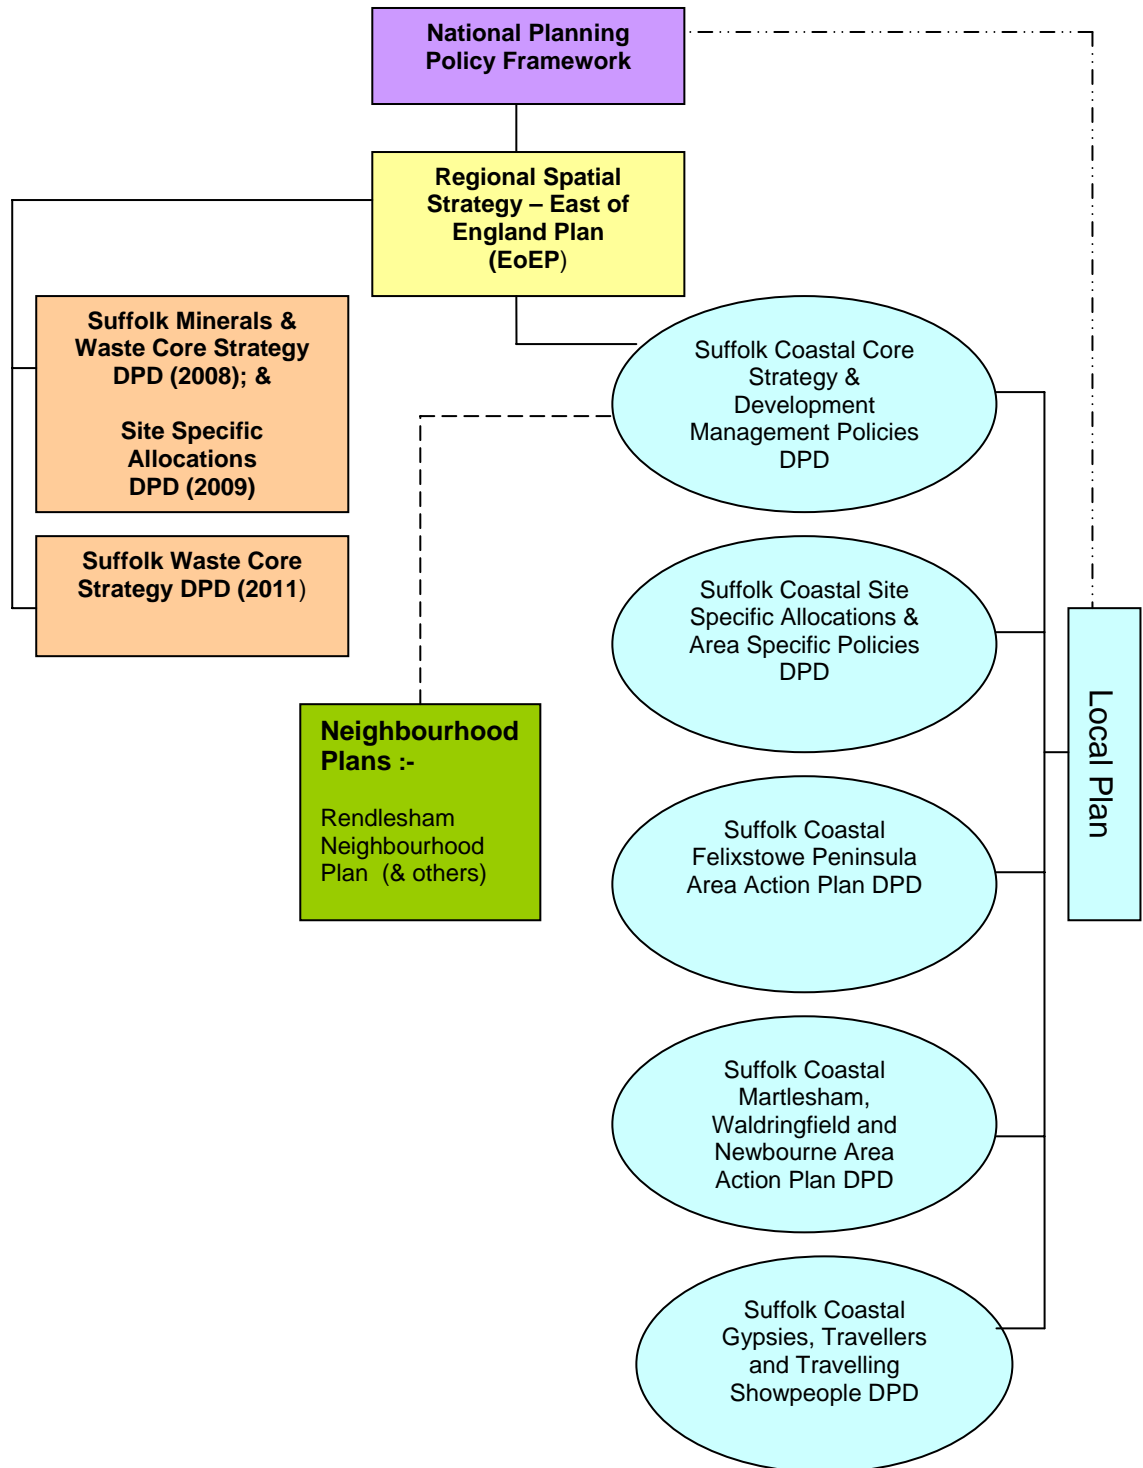 National Planning
Policy Framework
Regional Spatial
Strategy – East of
England Plan
(EoEP)
Suffolk Minerals &
Waste Core Strategy
DPD (2008); &
Site Specific
Allocations
DPD (2009)
Suffolk Waste Core
Strategy DPD (2011)
Neighbourhood
Plans :-
Rendlesham
Neighbourhood
Plan (& others)
Suffolk Coastal Core
Strategy &
Development
Management Policies
DPD
Suffolk Coastal Site
Specific Allocations &
Area Specific Policies
DPD
Suffolk Coastal
Felixstowe Peninsula
Area Action Plan DPD
Suffolk Coastal
Martlesham,
Waldringfield and
Newbourne Area
Action Plan DPD
Suffolk Coastal
Gypsies, Travellers
and Travelling
Showpeople DPD
Local Plan